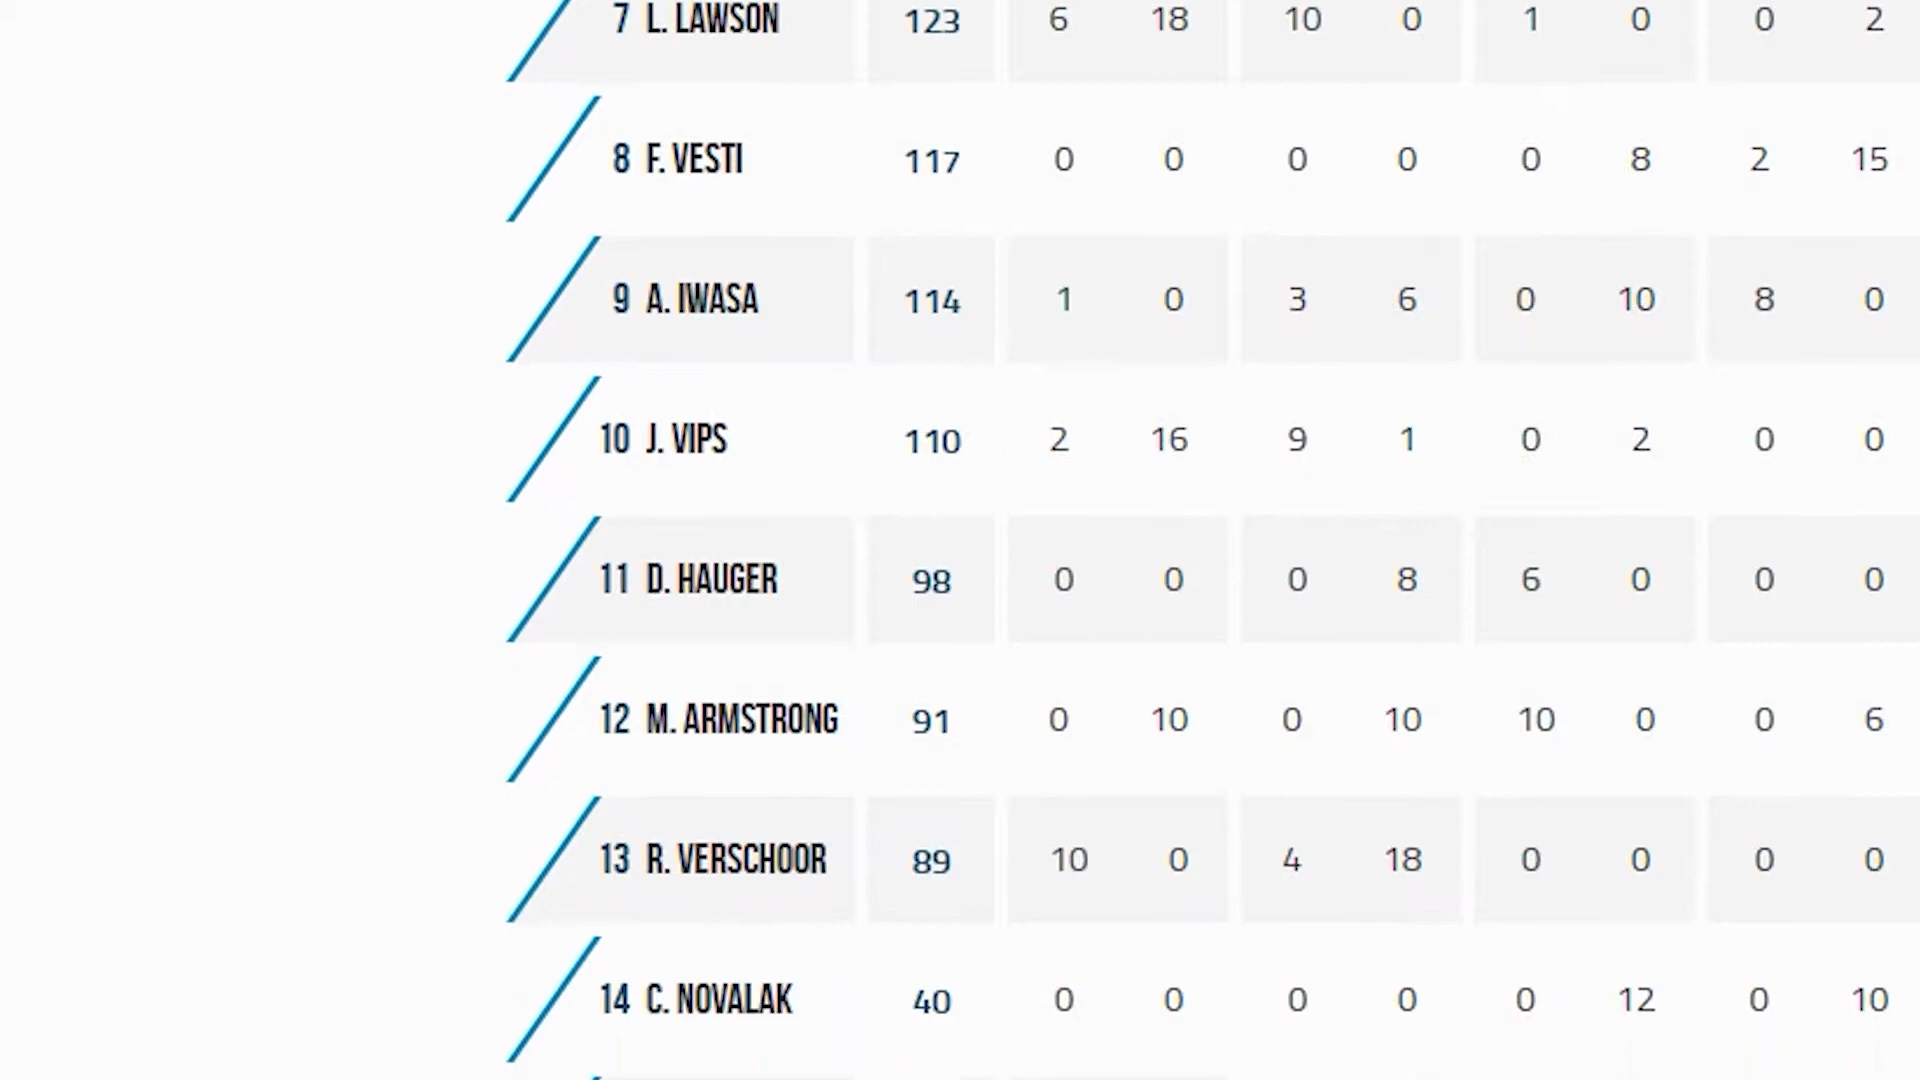 7 L. LAWSON 123 6 18 10 0 1 0 0 2
8 F. VESTI 117 0 0 0 0 0 8 2 15
9 A. IWASA 114 1 0 3 6 0 10 8 0
10 J. VIPS 110 2 16 9 1 0 2 0 0
11 D. HAUGER 98 0 0 0 8 6 0 0 0
12 M. ARMSTRONG 91 0 10 0 10 10 0 0 6
13 R. VERSCHOOR 89 10 0 4 18 0 0 0 0
14 C. NOVALAK 40 0 0 0 0 0 12 0 10